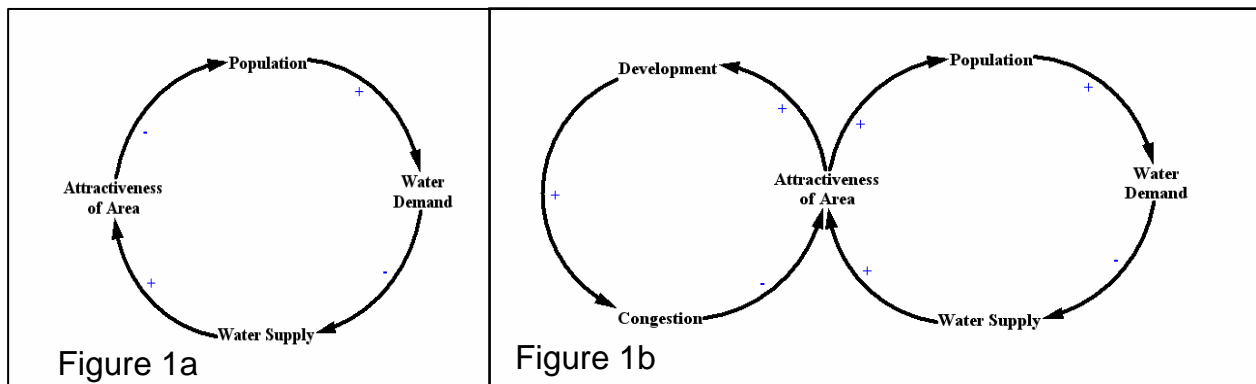 Population
+
-
Attractiveness
of Area
Water
Demand
+
-
Water Supply
Figure 1a
Development
Population
+
+
+
+
Attractiveness
of Area
Water
Demand
+
-
-
Congestion
Water Supply
Figure 1b